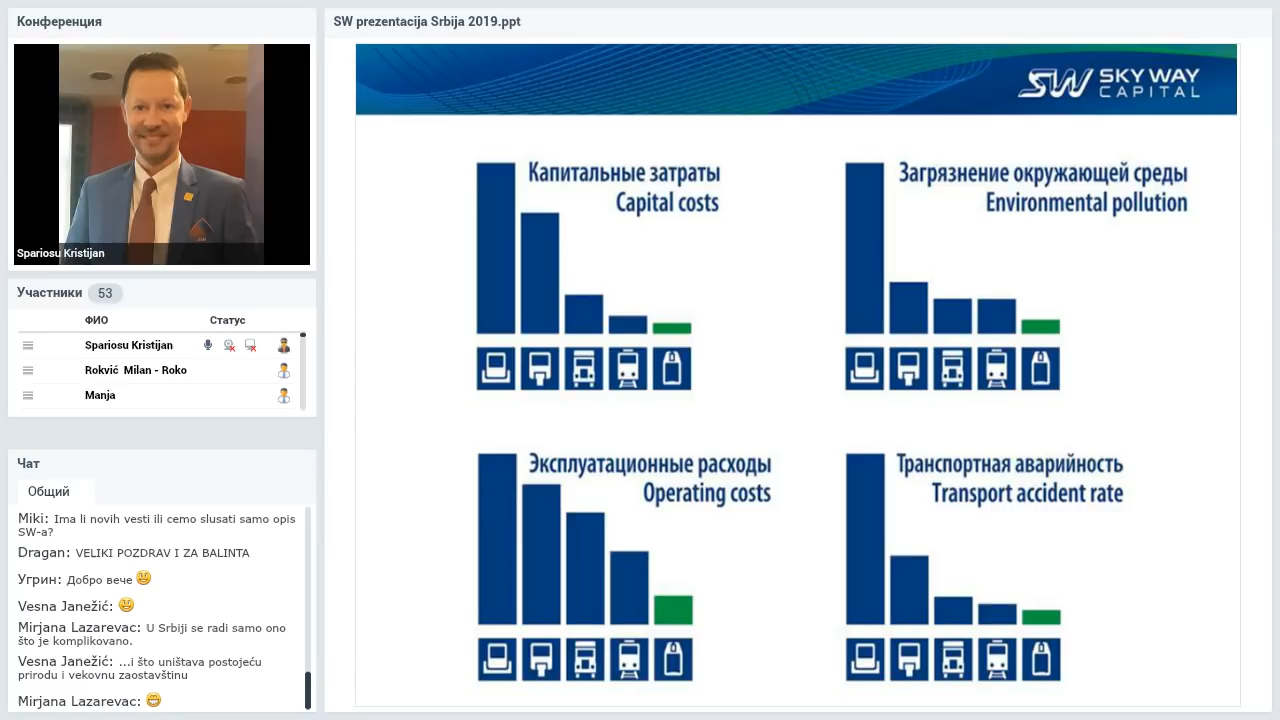 Конференция
Spariosu Kristijan
Участники 53
ФИО Статус
Spariosu Kristijan
Rokvić Milan - Roko
Manja
Чат
Общий
Miki: Ima li novih vesti ili cemo slusati samo opis
SW-a?
Dragan: VELIKI POZDRAV I ZA BALINTA
Угрин: Добро вече
Vesna Janežić:
Mirjana Lazarevac: U Srbiji se radi samo ono
što je komplikovano.
Vesna Janežić: ...i što uništava postojeću
prirodu i vekovnu zaostavštinu
Mirjana Lazarevac:
SW prezentacija Srbija 2019.ppt
SW SKY WAY
CAPITAL
Капитальные затраты
Capital costs
Загрязнение окружающей среды
Environmental pollution
Эксплуатационные расходы
Operating costs
Транспортная аварийность
Transport accident rate